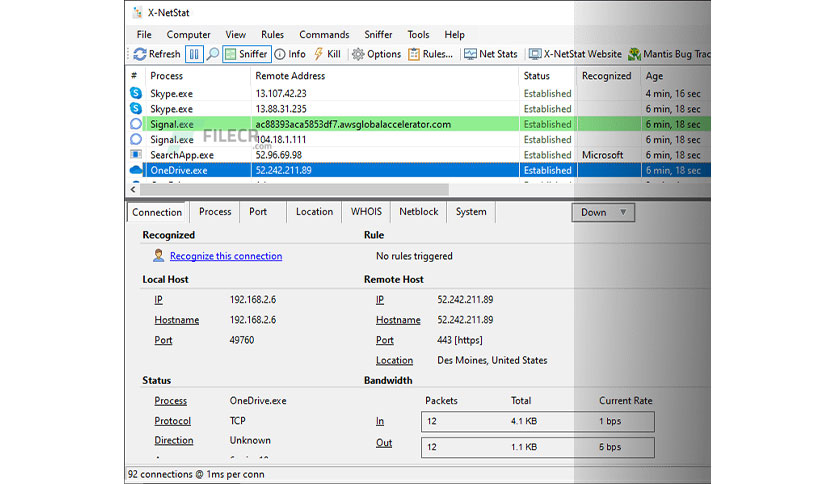 X-NetStat
File Computer View Rules Commands Sniffer Tools Help
Refresh Sniffer Info Kill Options Rules... Net Stats X-NetStat Website Mantis Bug Trac
# Process Remote Address Status Recognized Age
Skype.exe 13.107.42.23 Established 4 min, 16 sec
Skype.exe 13.88.31.235 Established 6 min, 18 sec
Signal.exe ac88393aca5853df7.awsglobalaccelerator.com Established 6 min, 18 sec
Signal.exe 104.18.1.111 Established 6 min, 18 sec
FILECR
.com
SearchApp.exe 52.96.69.98 Established Microsoft 6 min, 18 sec
OneDrive.exe 52.242.211.89 Established 6 min, 18 sec
Connection Process Port Location WHOIS Netblock System Down
Recognized Rule
Recognize this connection No rules triggered
Local Host Remote Host
IP 192.168.2.6 IP 52.242.211.89
Hostname 192.168.2.6 Hostname 52.242.211.89
Port 49760 Port 443 [https]
Location Des Moines, United States
Status Bandwidth
Process OneDrive.exe Packets Total Current Rate
Protocol TCP In 12 4.1 KB 1 bps
Direction Unknown Out 12 1.1 KB 5 bps
92 connections @ 1ms per conn